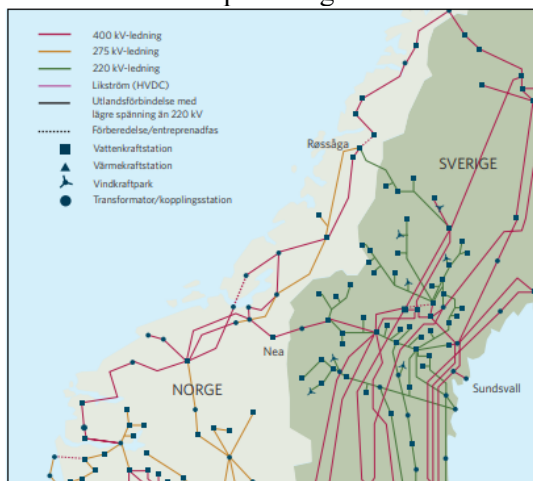 400 kV-ledning
275 kV-ledning
220 kV-ledning
Likström (HVDC)
Utlandsförbindelse med
lägre spänning än 220 kV
Förberedelse/entreprenadfas
Vattenkraftstation
Värmekraftstation
Vindkraftpark
Transformator/kopplingsstation
Røssåga
SVERIGE
Nea
NORGE
Sundsvall